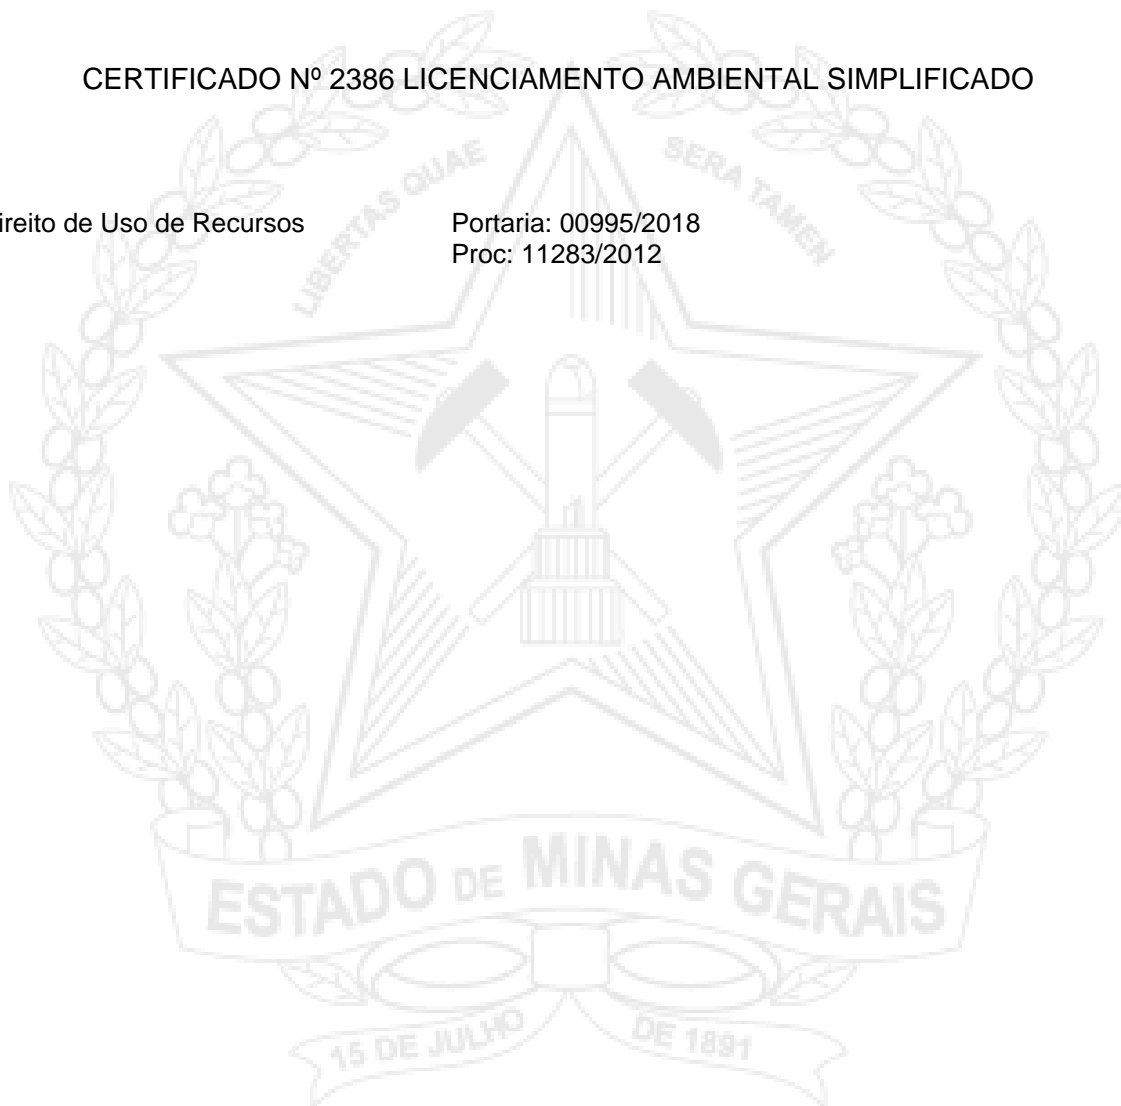 CERTIFICADO Nº 2386 LICENCIAMENTO AMBIENTAL SIMPLIFICADO
LIBERTAS QUAE SERA TAMEN
ireito de Uso de Recursos
Portaria: 00995/2018
Proc: 11283/2012
ESTADO DE MINAS GERAIS
15 DE JULHO DE 1891